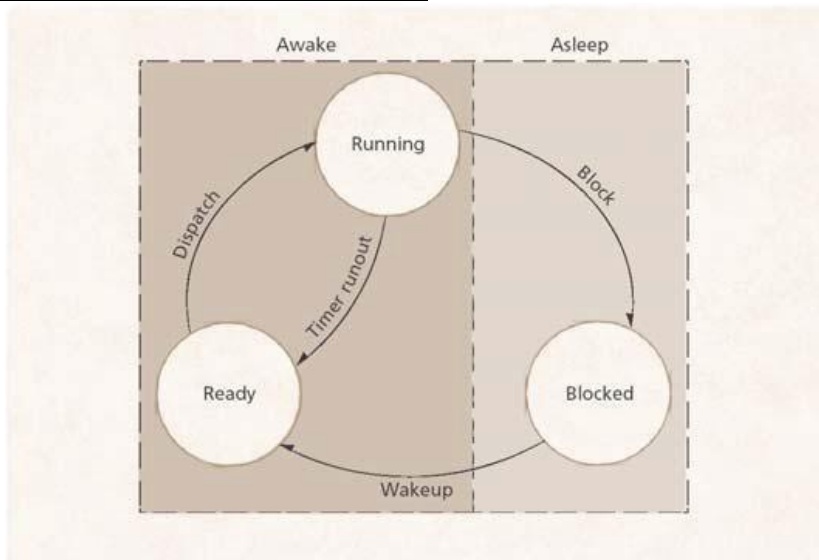 Awake
Asleep
Running
Block
Dispatch
Timer runout
Ready
Blocked
Wakeup